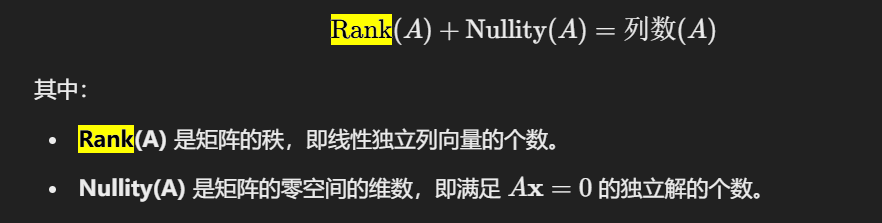 Rank(A) + Nullity(A) = 列数(A)
其中：
• Rank(A) 是矩阵的秩，即线性独立列向量的个数。
• Nullity(A) 是矩阵的零空间的维数，即满足 Ax = 0 的独立解的个数。